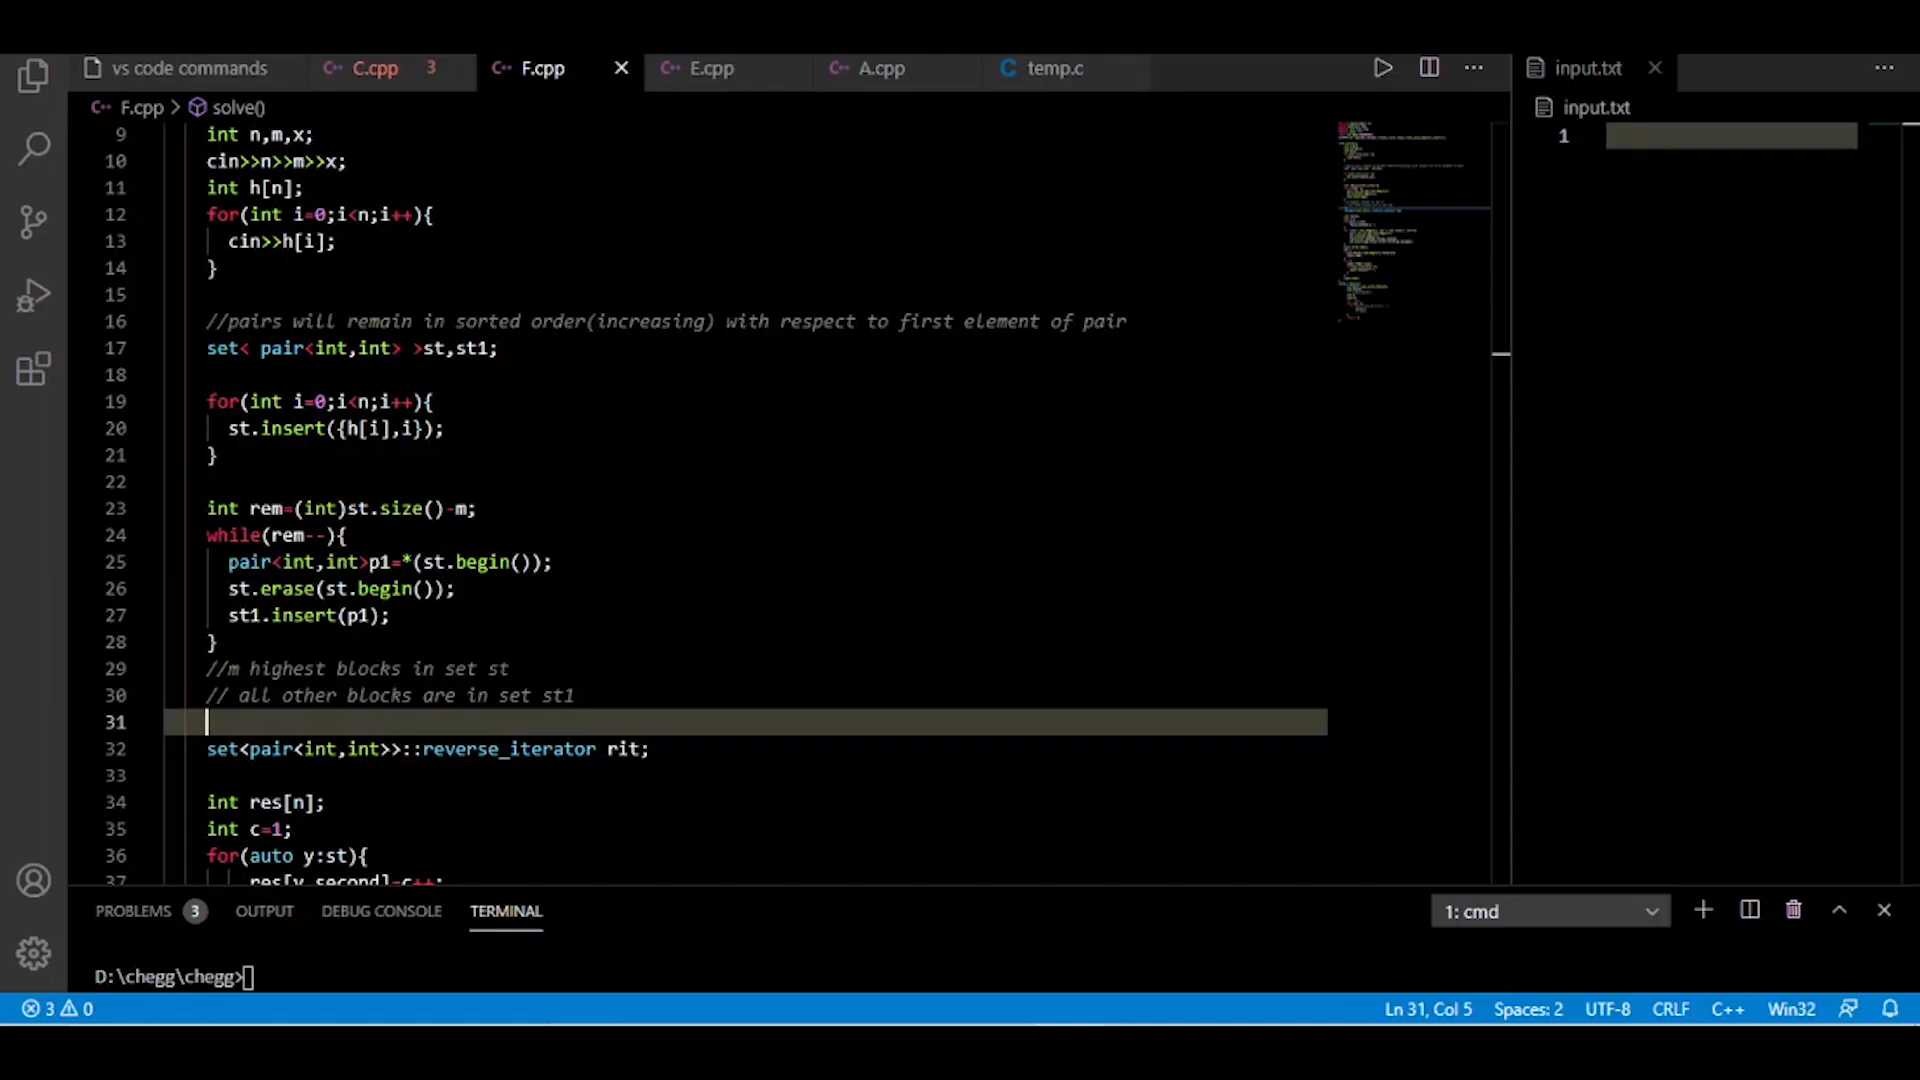 vs code commands
C++ C.cpp 3
C++ F.cpp
C++ E.cpp
C++ A.cpp
C temp.c
input.txt
C++ F.cpp > solve()
input.txt
9 int n,m,x;
10 cin>>n>>m>>x;
11 int h[n];
12 for(int i=0;i<n;i++){
13 cin>>h[i];
14 }
15
16 //pairs will remain in sorted order(increasing) with respect to first element of pair
17 set< pair<int,int> >st,st1;
18
19 for(int i=0;i<n;i++){
20 st.insert({h[i],i});
21 }
22
23 int rem=(int)st.size()-m;
24 while(rem--){
25 pair<int,int>p1=*(st.begin());
26 st.erase(st.begin());
27 st1.insert(p1);
28 }
29 //m highest blocks in set st
30 // all other blocks are in set st1
31
32 set<pair<int,int>>::reverse_iterator rit;
33
34 int res[n];
35 int c=1;
36 for(auto y:st){
37 res[y.second]=c++;
1
PROBLEMS 3 OUTPUT DEBUG CONSOLE TERMINAL
1: cmd
D:\chegg\chegg>
3 0
Ln 31, Col 5 Spaces: 2 UTF-8 CRLF C++ Win32